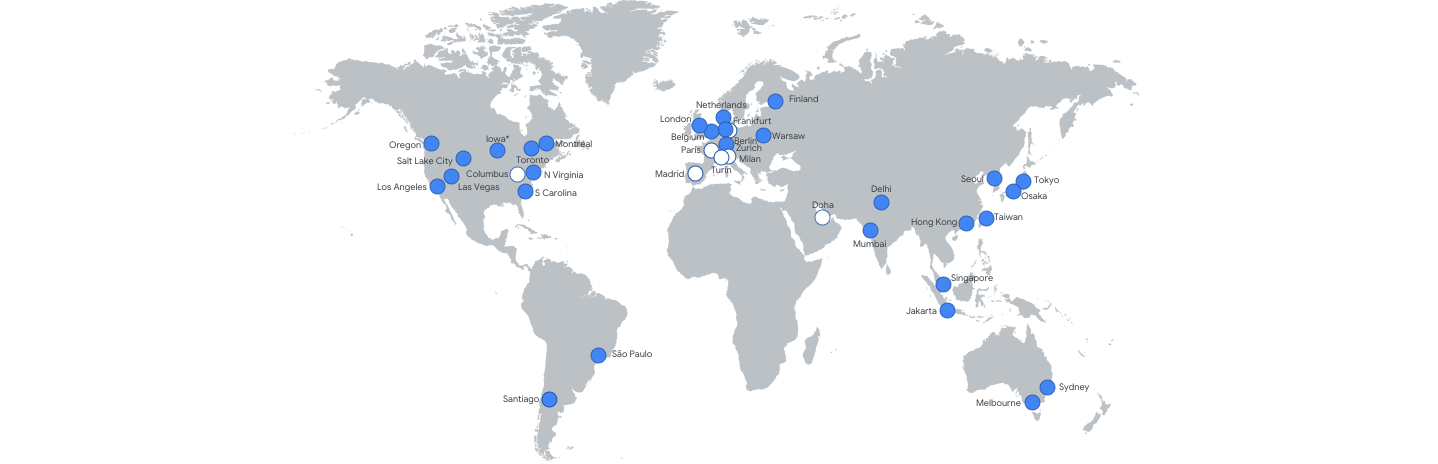 Finland
Netherlands
London
Frankfurt
Belgium
Warsaw
Iowa*
Oregon
Montréal
Berlin
Paris
Zurich
Salt Lake City
Toronto
Milan
Turin
Columbus
N Virginia
Madrid
Los Angeles
Las Vegas
S Carolina
Seoul
Tokyo
Delhi
Osaka
Doha
Taiwan
Hong Kong
Mumbai
Singapore
Jakarta
São Paulo
Sydney
Santiago
Melbourne